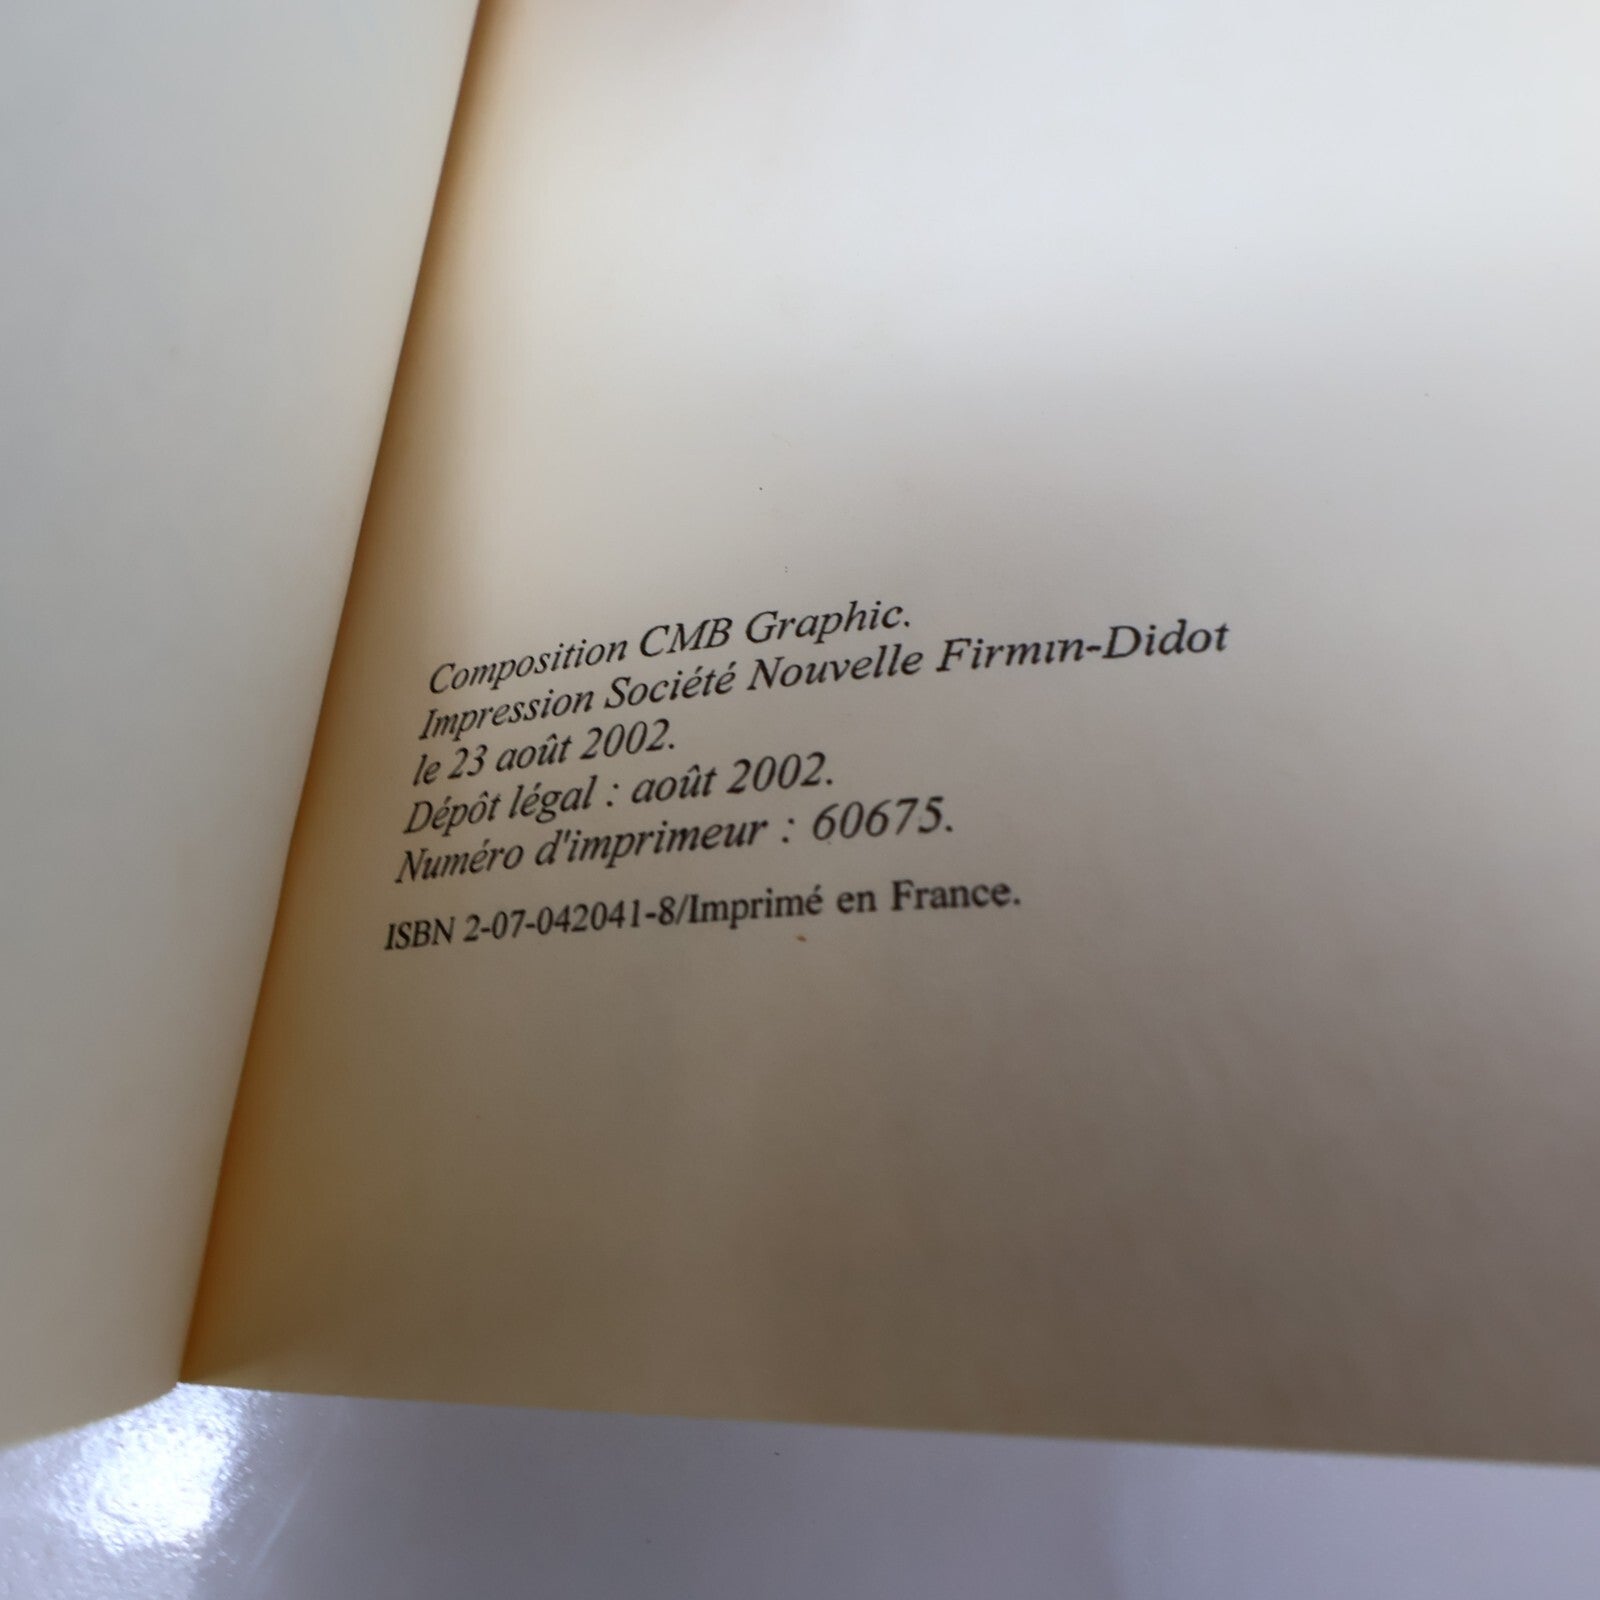 Composition CMB Graphic.
Impression Société Nouvelle Firmin-Didot
le 23 août 2002.
Dépôt légal : août 2002.
Numéro d'imprimeur : 60675.
ISBN 2-07-042041-8/Imprimé en France.